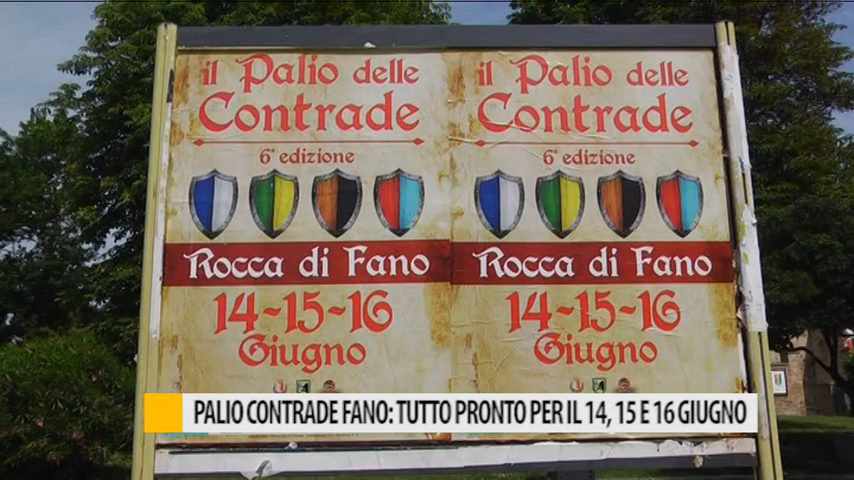 il Palio delle
Contrade
6ª edizione
Rocca di Fano
14-15-16
Giugno
il Palio delle
Contrade
6ª edizione
Rocca di Fano
14-15-16
Giugno
PALIO CONTRADE FANO: TUTTO PRONTO PER IL 14, 15 E 16 GIUGNO